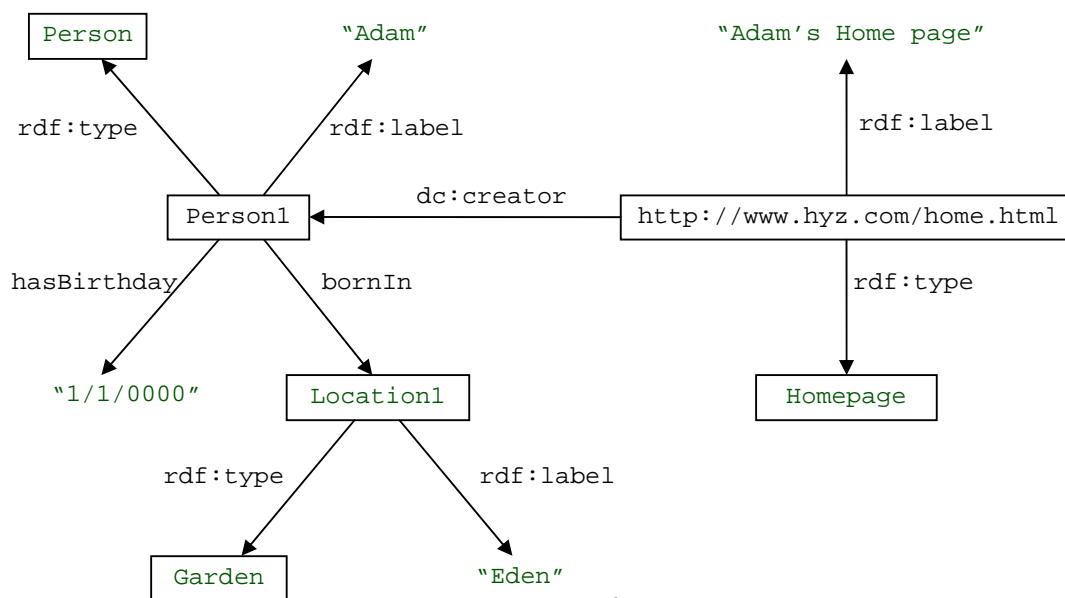 Person
“Adam”
“Adam’s Home page”
rdf:type
rdf:label
rdf:label
dc:creator
Person1
http://www.hyz.com/home.html
hasBirthday
bornIn
rdf:type
“1/1/0000”
Location1
Homepage
rdf:type
rdf:label
Garden
“Eden”